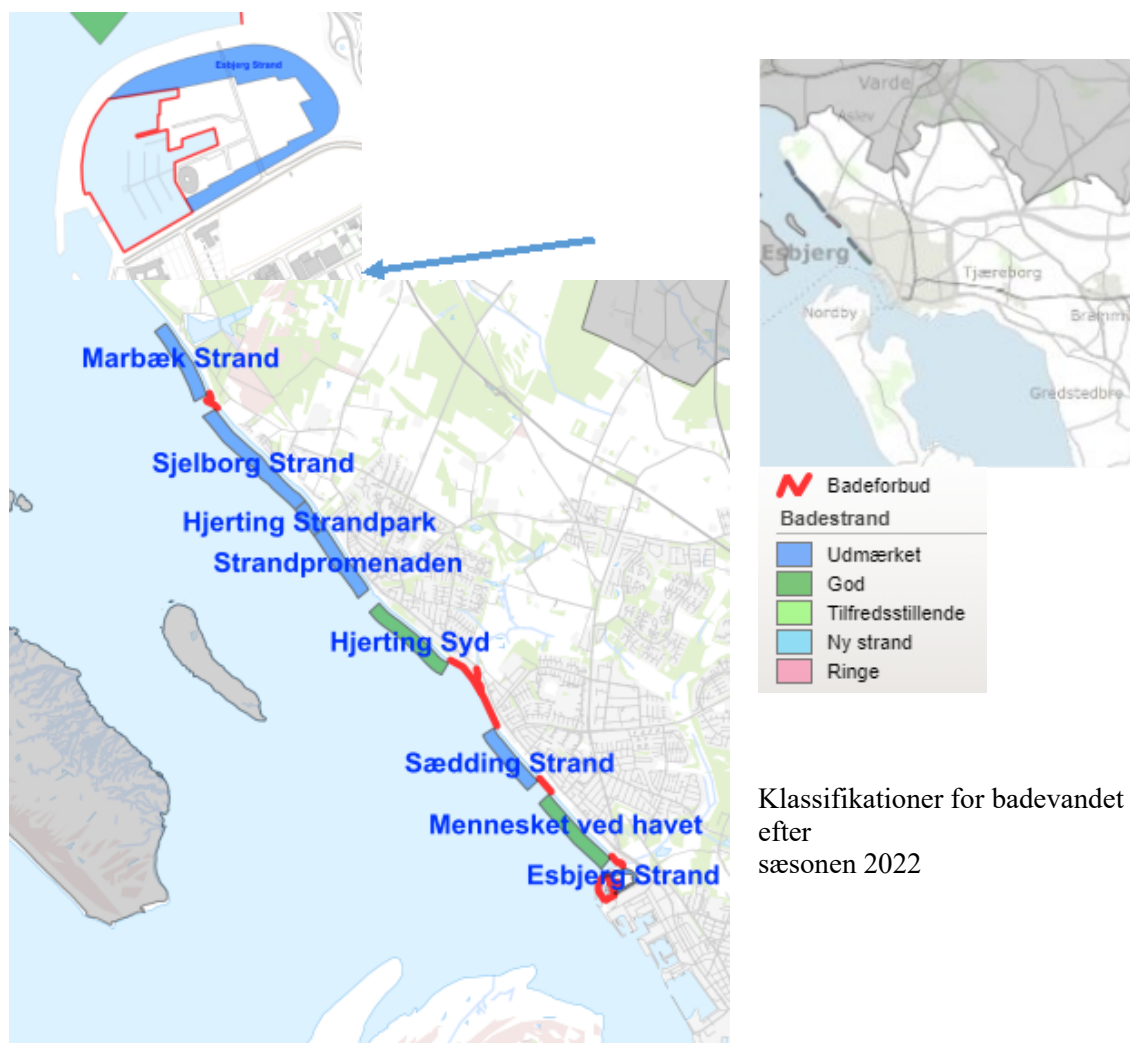 Esbjerg Strand
Marbæk Strand
Sjelborg Strand
Hjerting Strandpark
Strandpromenaden
Hjerting Syd
Sædding Strand
Mennesket ved havet
Esbjerg Strand
Varde
Esbjerg
Tjæreborg
Nordby
Gredstedbre
Badeforbud
Badestrand
Udmærket
God
Tilfredsstillende
Ny strand
Ringe
Klassifikationer for badevandet
efter
sæsonen 2022